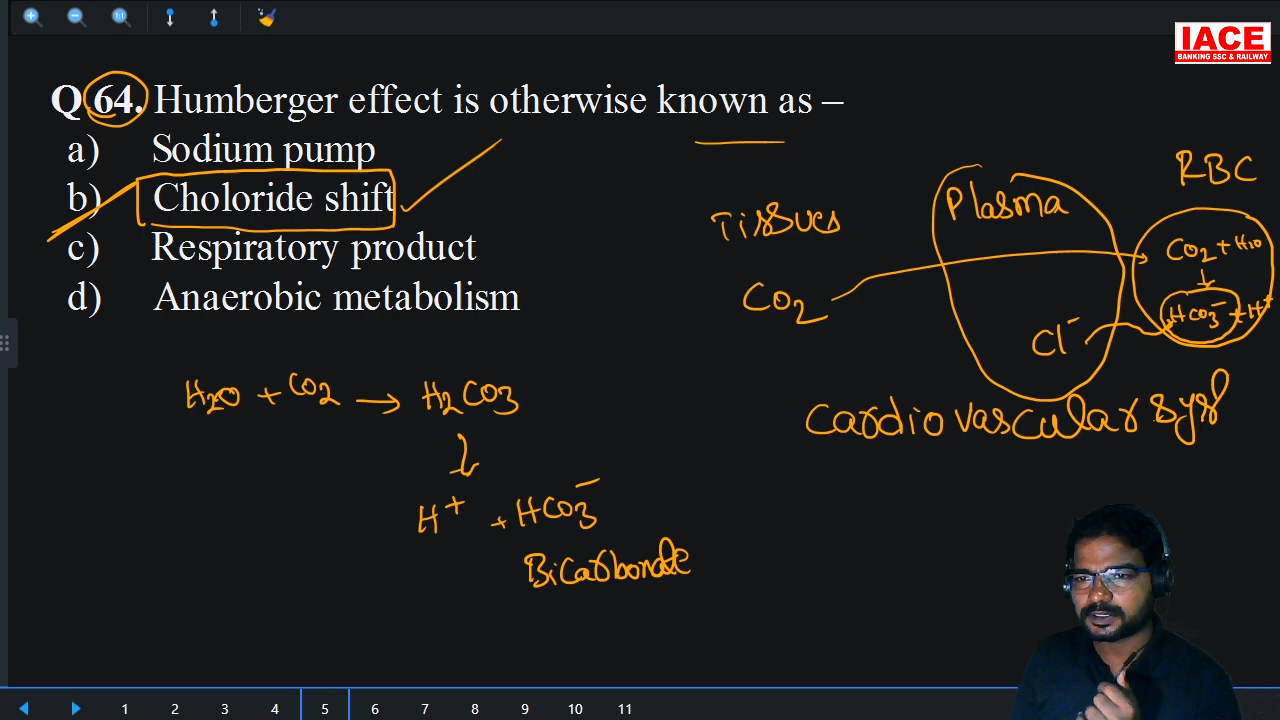 IACE
BANKING SSC & RAILWAY
Q 64. Humberger effect is otherwise known as –
a) Sodium pump
b) Choloride shift
c) Respiratory product
d) Anaerobic metabolism
RBC
Plasma
Tissues
CO2 + H2O
↓
HCO3⁻ + H⁺
CO2
Cl⁻
H2O + CO2 → H2CO3
↓
H⁺ + HCO3⁻
Bicarbonate
Cardiovascular sys
1 2 3 4 5 6 7 8 9 10 11